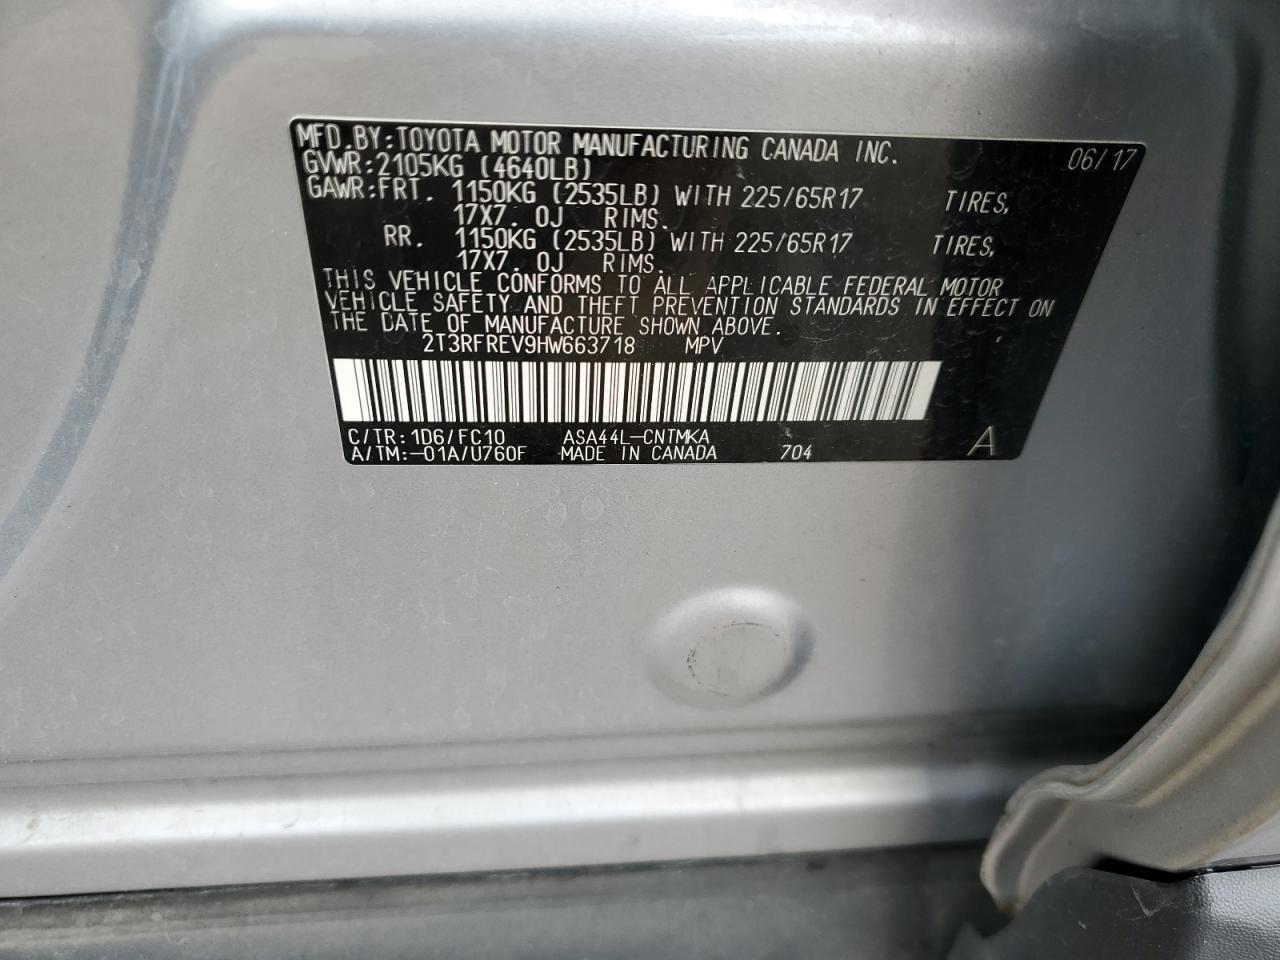 MFD.BY:TOYOTA MOTOR MANUFACTURING CANADA INC. 06/17
GVWR:2105KG (4640LB)
GAWR:FRT. 1150KG (2535LB) WITH 225/65R17 TIRES,
17X7.0J RIMS.
RR. 1150KG (2535LB) WITH 225/65R17 TIRES,
17X7.0J RIMS.
THIS VEHICLE CONFORMS TO ALL APPLICABLE FEDERAL MOTOR
VEHICLE SAFETY AND THEFT PREVENTION STANDARDS IN EFFECT ON
THE DATE OF MANUFACTURE SHOWN ABOVE.
2T3RFREV9HW663718 MPV
C/TR:1D6/FC10 ASA44L-CNTMKA
A/TM:-01A/U760F MADE IN CANADA 704 A